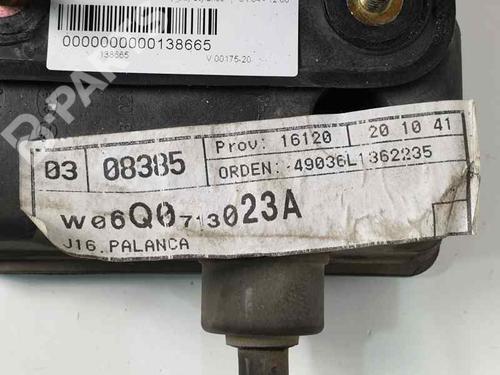 0000000000138665
138665
V 00175-20
03 08385 Prov: 16120 20 10 41
ORDEN: 49036L1362235
W06Q0713023A
J16.PALANCA